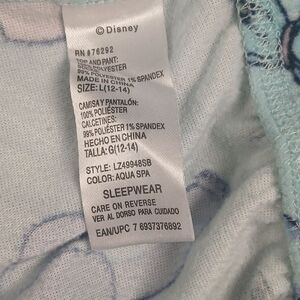 ©Disney
RN #76292
TOP AND PANT:
100% POLYESTER
99% POLYESTER 1% SPANDEX
MADE IN CHINA
SIZE: L(12-14)
CAMISA Y PANTALÓN:
100% POLIÉSTER
CALCETINES:
99% POLIÉSTER 1% SPANDEX
HECHO EN CHINA
TALLA: G(12-14)
STYLE: LZ49948SB
COLOR: AQUA SPA
SLEEPWEAR
CARE ON REVERSE
VER AL DORSO PARA CUIDADO
EAN/UPC 7 6937376892